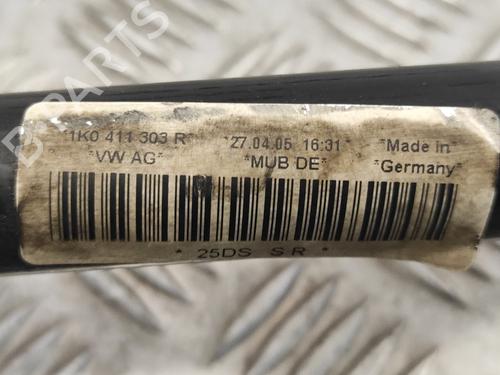 B-PARTS
*1K0 411 303 R* 27.04.05 16:31 *Made in
*VW AG* *MUB DE* *Germany*
* 25DS S R *